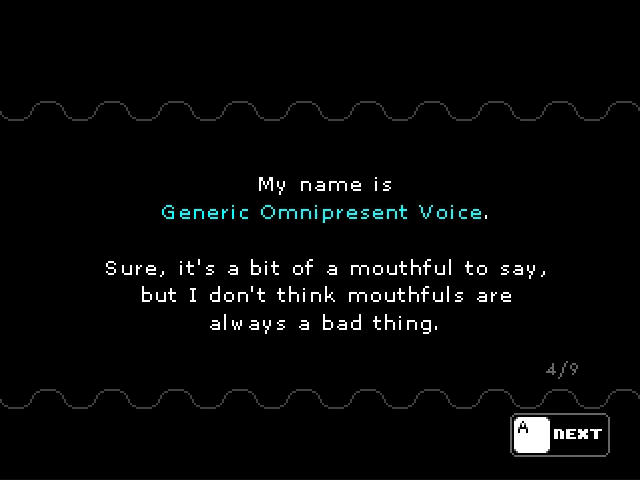 My name is
Generic Omnipresent Voice.
Sure, it's a bit of a mouthful to say,
but I don't think mouthfuls are
always a bad thing.
4/9
A NEXT